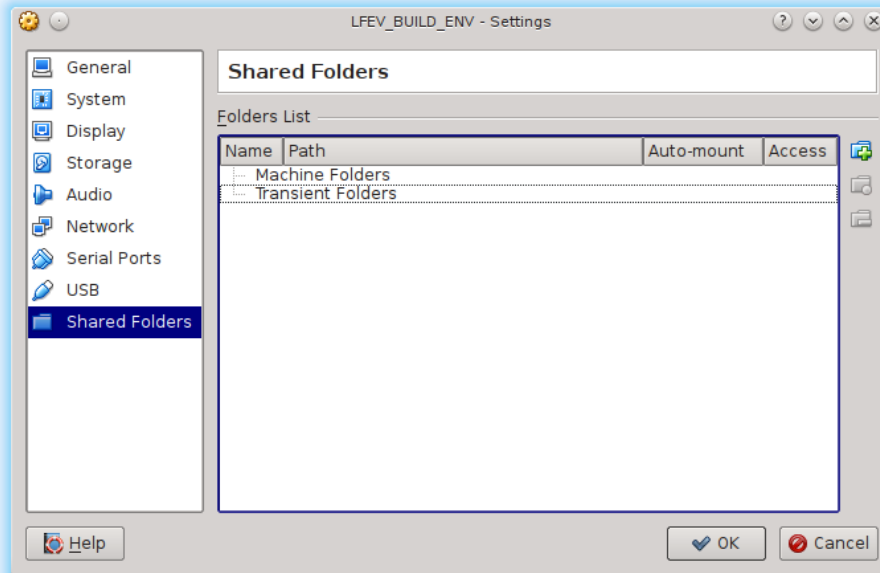 LFEV_BUILD_ENV - Settings
General
System
Display
Storage
Audio
Network
Serial Ports
USB
Shared Folders
Shared Folders
Folders List
Name Path Auto-mount Access
Machine Folders
Transient Folders
Help
OK
Cancel